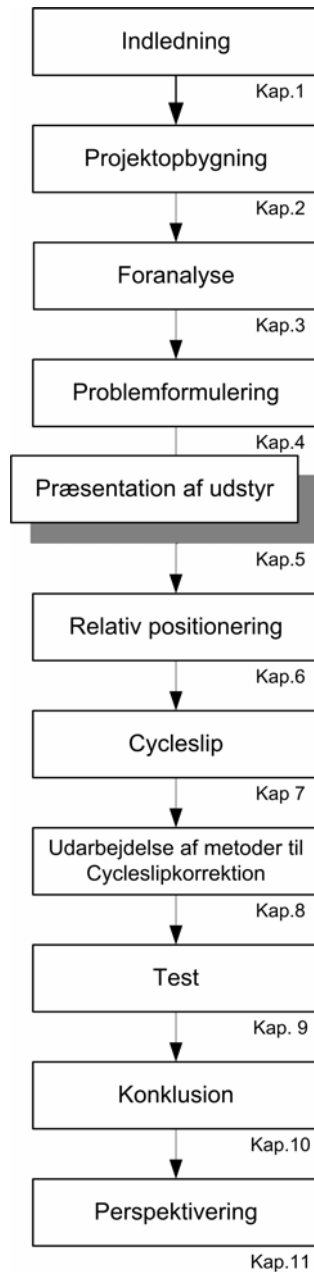 Indledning
Kap.1
Projektopbygning
Kap.2
Foranalyse
Kap.3
Problemformulering
Kap.4
Præsentation af udstyr
Kap.5
Relativ positionering
Kap.6
Cycleslip
Kap 7
Udarbejdelse af metoder til
Cycleslipkorrektion
Kap.8
Test
Kap. 9
Konklusion
Kap.10
Perspektivering
Kap.11